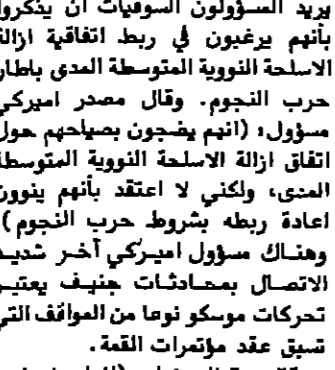 يريد المسؤولون السوفيات ان يذكروا
بأنهم يرغبون في ربط اتفاقية ازالة
الاسلحة النووية المتوسطة المدى باطار
حرب النجوم. وقال مصدر اميركي
مسؤول: (انهم يضجون بصياحهم حول
اتفاق ازالة الاسلحة النووية المتوسطة
المدى، ولكني لا اعتقد بأنهم ينوون
اعادة ربطه بشروط حرب النجوم)
وهناك مسؤول اميركي آخر شديد
الاتصال بمحادثات جنيف يعتبر
تحركات موسكو نوعا من المواقف التي
تسبق عقد مؤتمرات القمة.